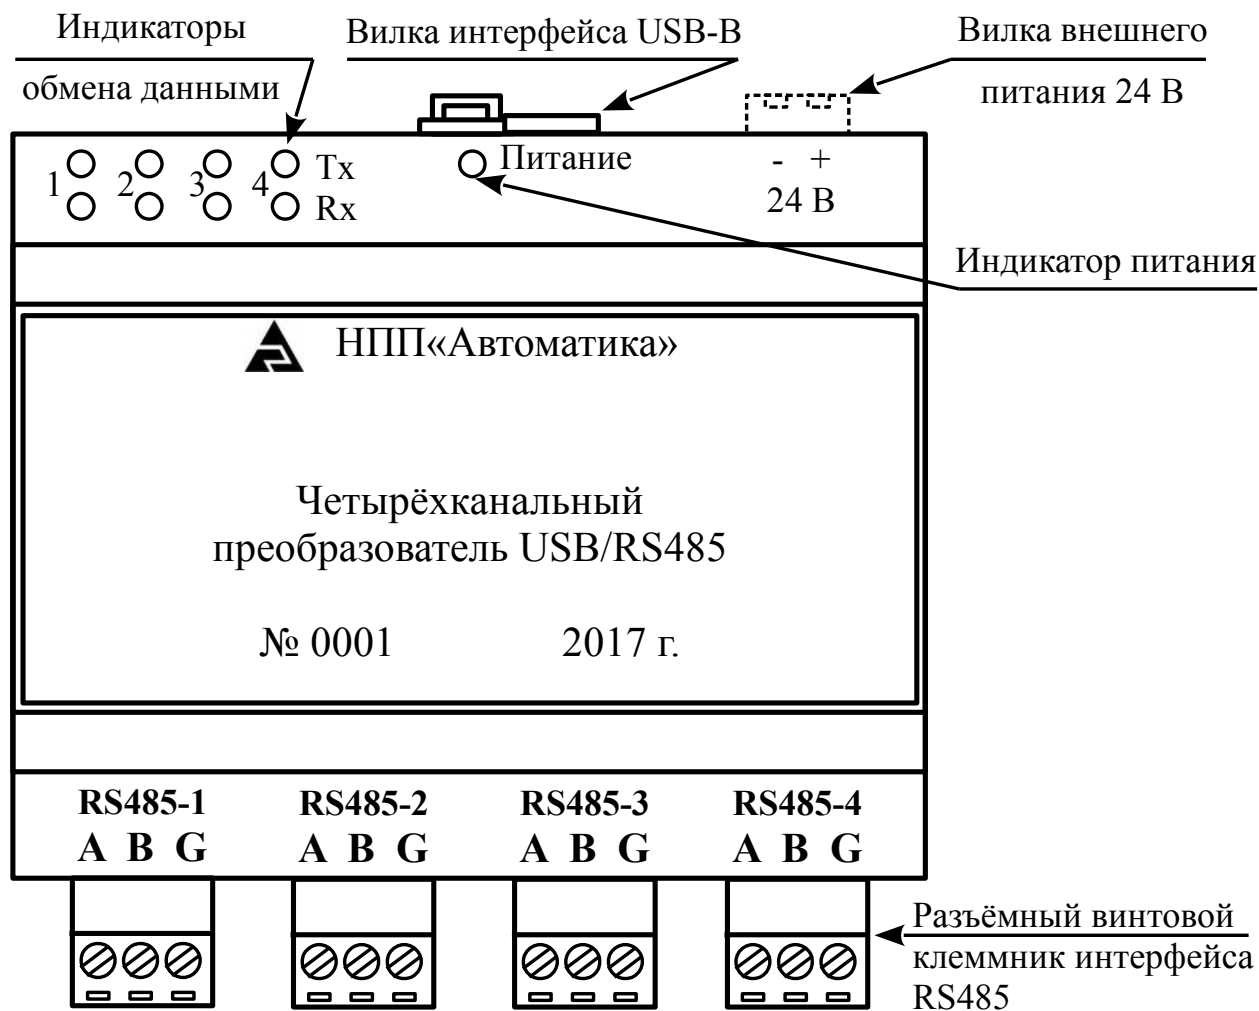 Индикаторы
обмена данными
Вилка интерфейса USB-B
Вилка внешнего
питания 24 В
1 2 3 4 Tx
Rx
Питание
- +
24 В
Индикатор питания
НПП«Автоматика»
Четырёхканальный
преобразователь USB/RS485
№ 0001 2017 г.
RS485-1 RS485-2 RS485-3 RS485-4
A B G A B G A B G A B G
Разъёмный винтовой
клеммник интерфейса
RS485